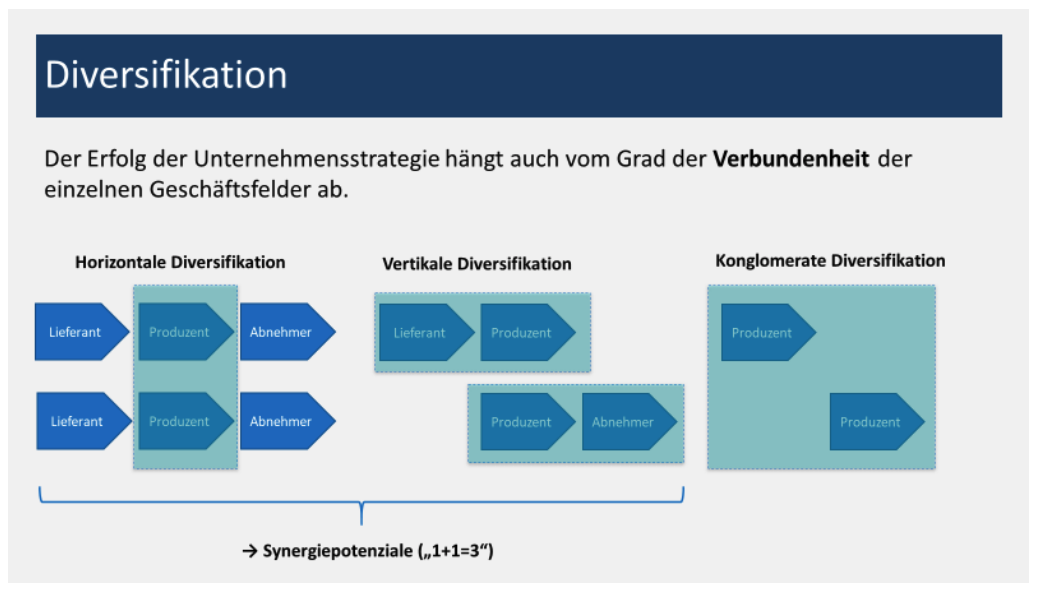 Diversifikation
Der Erfolg der Unternehmensstrategie hängt auch vom Grad der Verbundenheit der
einzelnen Geschäftsfelder ab.
Horizontale Diversifikation
Lieferant
Produzent
Abnehmer
Lieferant
Produzent
Abnehmer
Vertikale Diversifikation
Lieferant
Produzent
Produzent
Abnehmer
Konglomerate Diversifikation
Produzent
Produzent
→ Synergiepotenziale („1+1=3“)